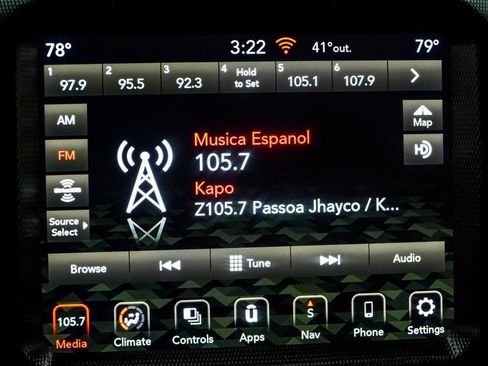 78° 3:22 41°out. 79°
1 97.9 2 95.5 3 92.3 4 Hold to Set 5 105.1 6 107.9
AM
Map
FM
HD
Musica Espanol
105.7
Kapo
Z105.7 Passoa Jhayco / K...
Source
Select
Browse Tune Audio
105.7 S
Media Climate Controls Apps Nav Phone Settings